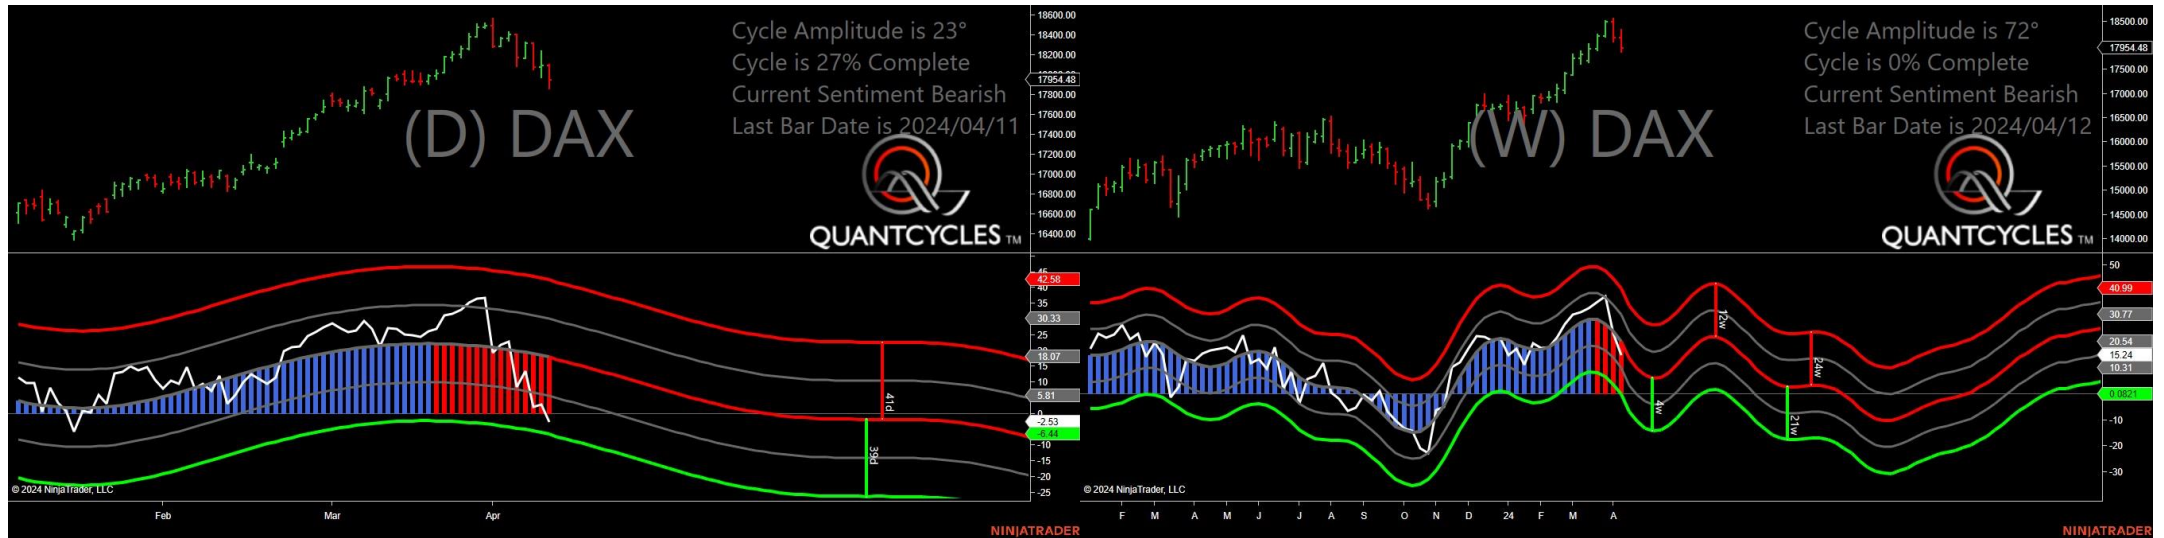 Cycle Amplitude is 23°
Cycle is 27% Complete
Current Sentiment Bearish
Last Bar Date is 2024/04/11
(D) DAX
QUANTCYCLES TM
18600.00
18400.00
18200.00
17954.48
17800.00
17600.00
17400.00
17200.00
17000.00
16800.00
16600.00
16400.00
45
42.58
40
35
30.33
25
18.07
15
10
5.81
0
-2.53
-6.44
-10
-15
-20
-25
41d
39d
© 2024 NinjaTrader, LLC
Feb Mar Apr
NINJATRADER
Cycle Amplitude is 72°
Cycle is 0% Complete
Current Sentiment Bearish
Last Bar Date is 2024/04/12
(W) DAX
QUANTCYCLES TM
18500.00
17954.48
17500.00
17000.00
16500.00
16000.00
15500.00
15000.00
14500.00
14000.00
50
40.99
30.77
20.54
15.24
10.31
0.0821
-10
-20
-30
12w
24w
4w
21w
© 2024 NinjaTrader, LLC
F M A M J J A S O N D 24 F M A
NINJATRADER